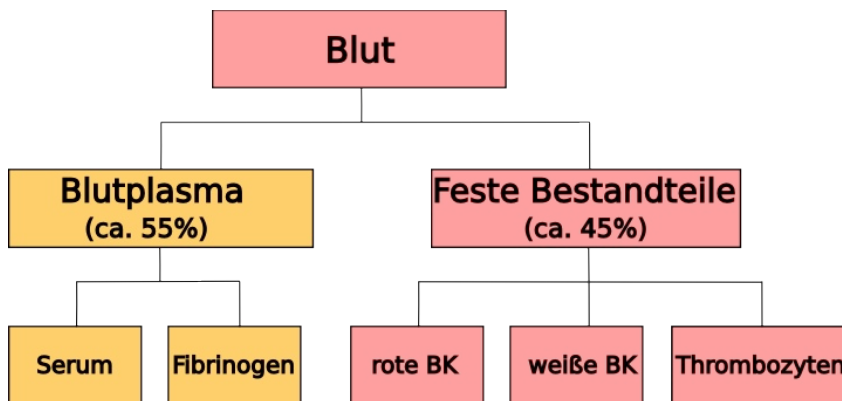 Blut
Blutplasma
(ca. 55%)
Feste Bestandteile
(ca. 45%)
Serum
Fibrinogen
rote BK
weiße BK
Thrombozyten